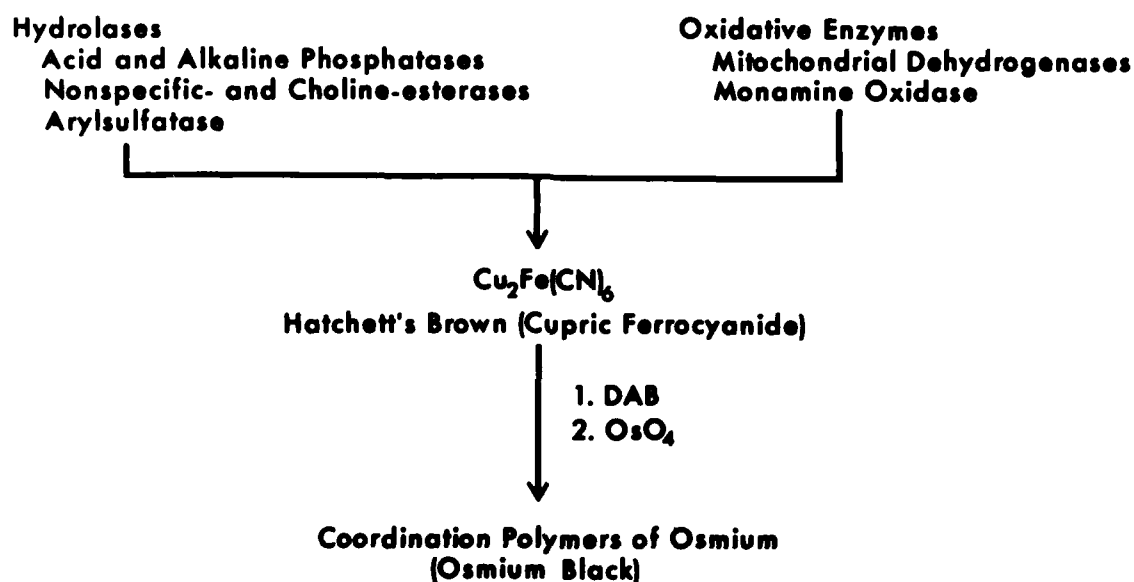 Hydrolases
Acid and Alkaline Phosphatases
Nonspecific- and Choline-esterases
Arylsulfatase
Oxidative Enzymes
Mitochondrial Dehydrogenases
Monamine Oxidase
Cu₂Fe(CN)₆
Hatchett's Brown (Cupric Ferrocyanide)
1. DAB
2. OsO₄
Coordination Polymers of Osmium
(Osmium Black)